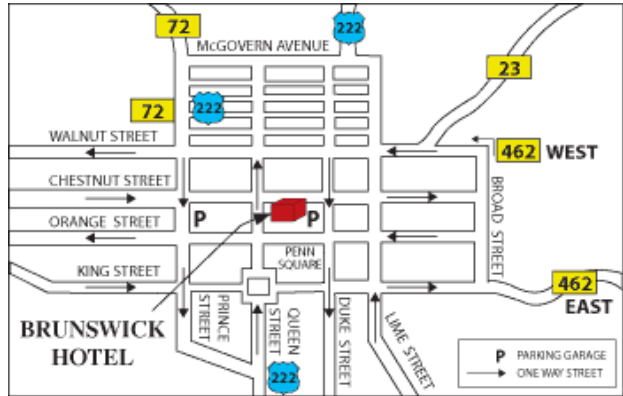 72
222
McGOVERN AVENUE
23
72
222
WALNUT STREET
462 WEST
CHESTNUT STREET
BROAD STREET
P
P
ORANGE STREET
PENN
SQUARE
KING STREET
462
EAST
PRINCE
STREET
QUEEN
STREET
DUKE STREET
LIME STREET
BRUNSWICK
HOTEL
222
P PARKING GARAGE
ONE WAY STREET